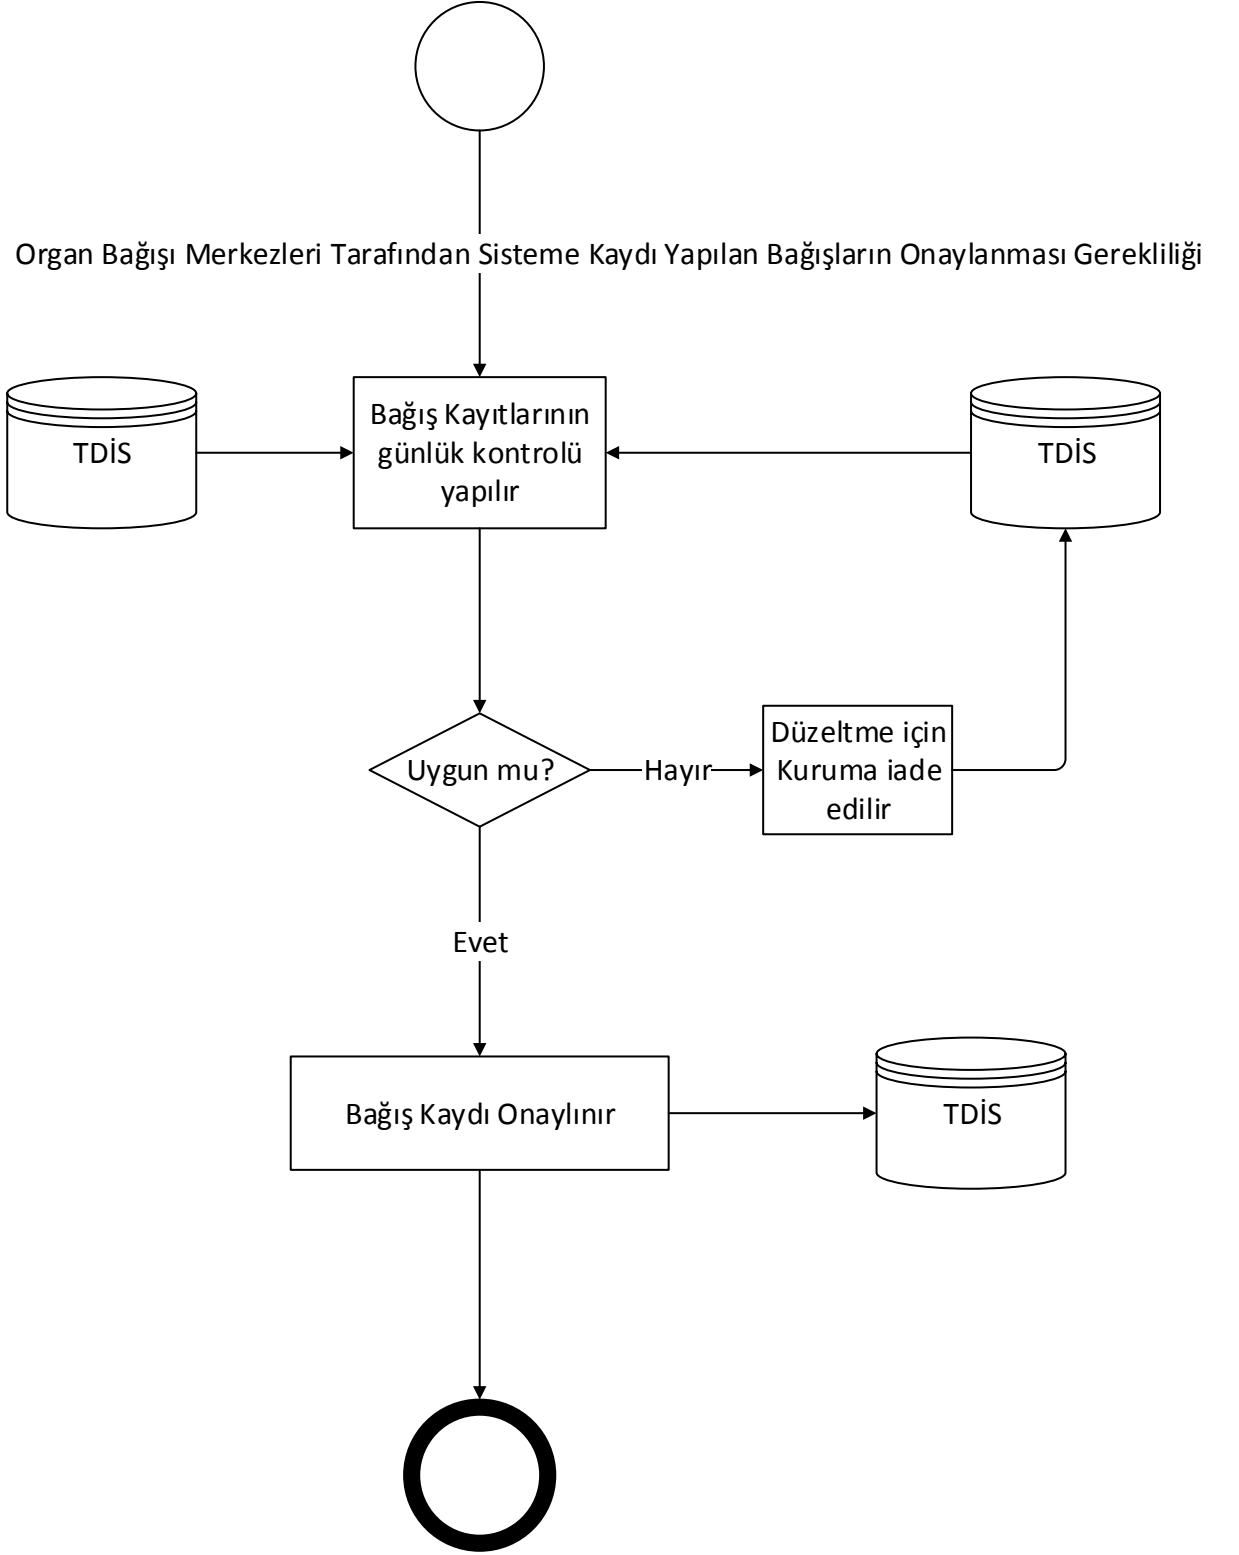 Organ Bağışı Merkezleri Tarafından Sisteme Kaydı Yapılan Bağışların Onaylanması Gerekliliği
TDİS
Bağış Kayıtlarının
günlük kontrolü
yapılır
TDİS
Uygun mu?
Hayır
Düzeltme için
Kuruma iade
edilir
Evet
Bağış Kaydı Onaylınır
TDİS